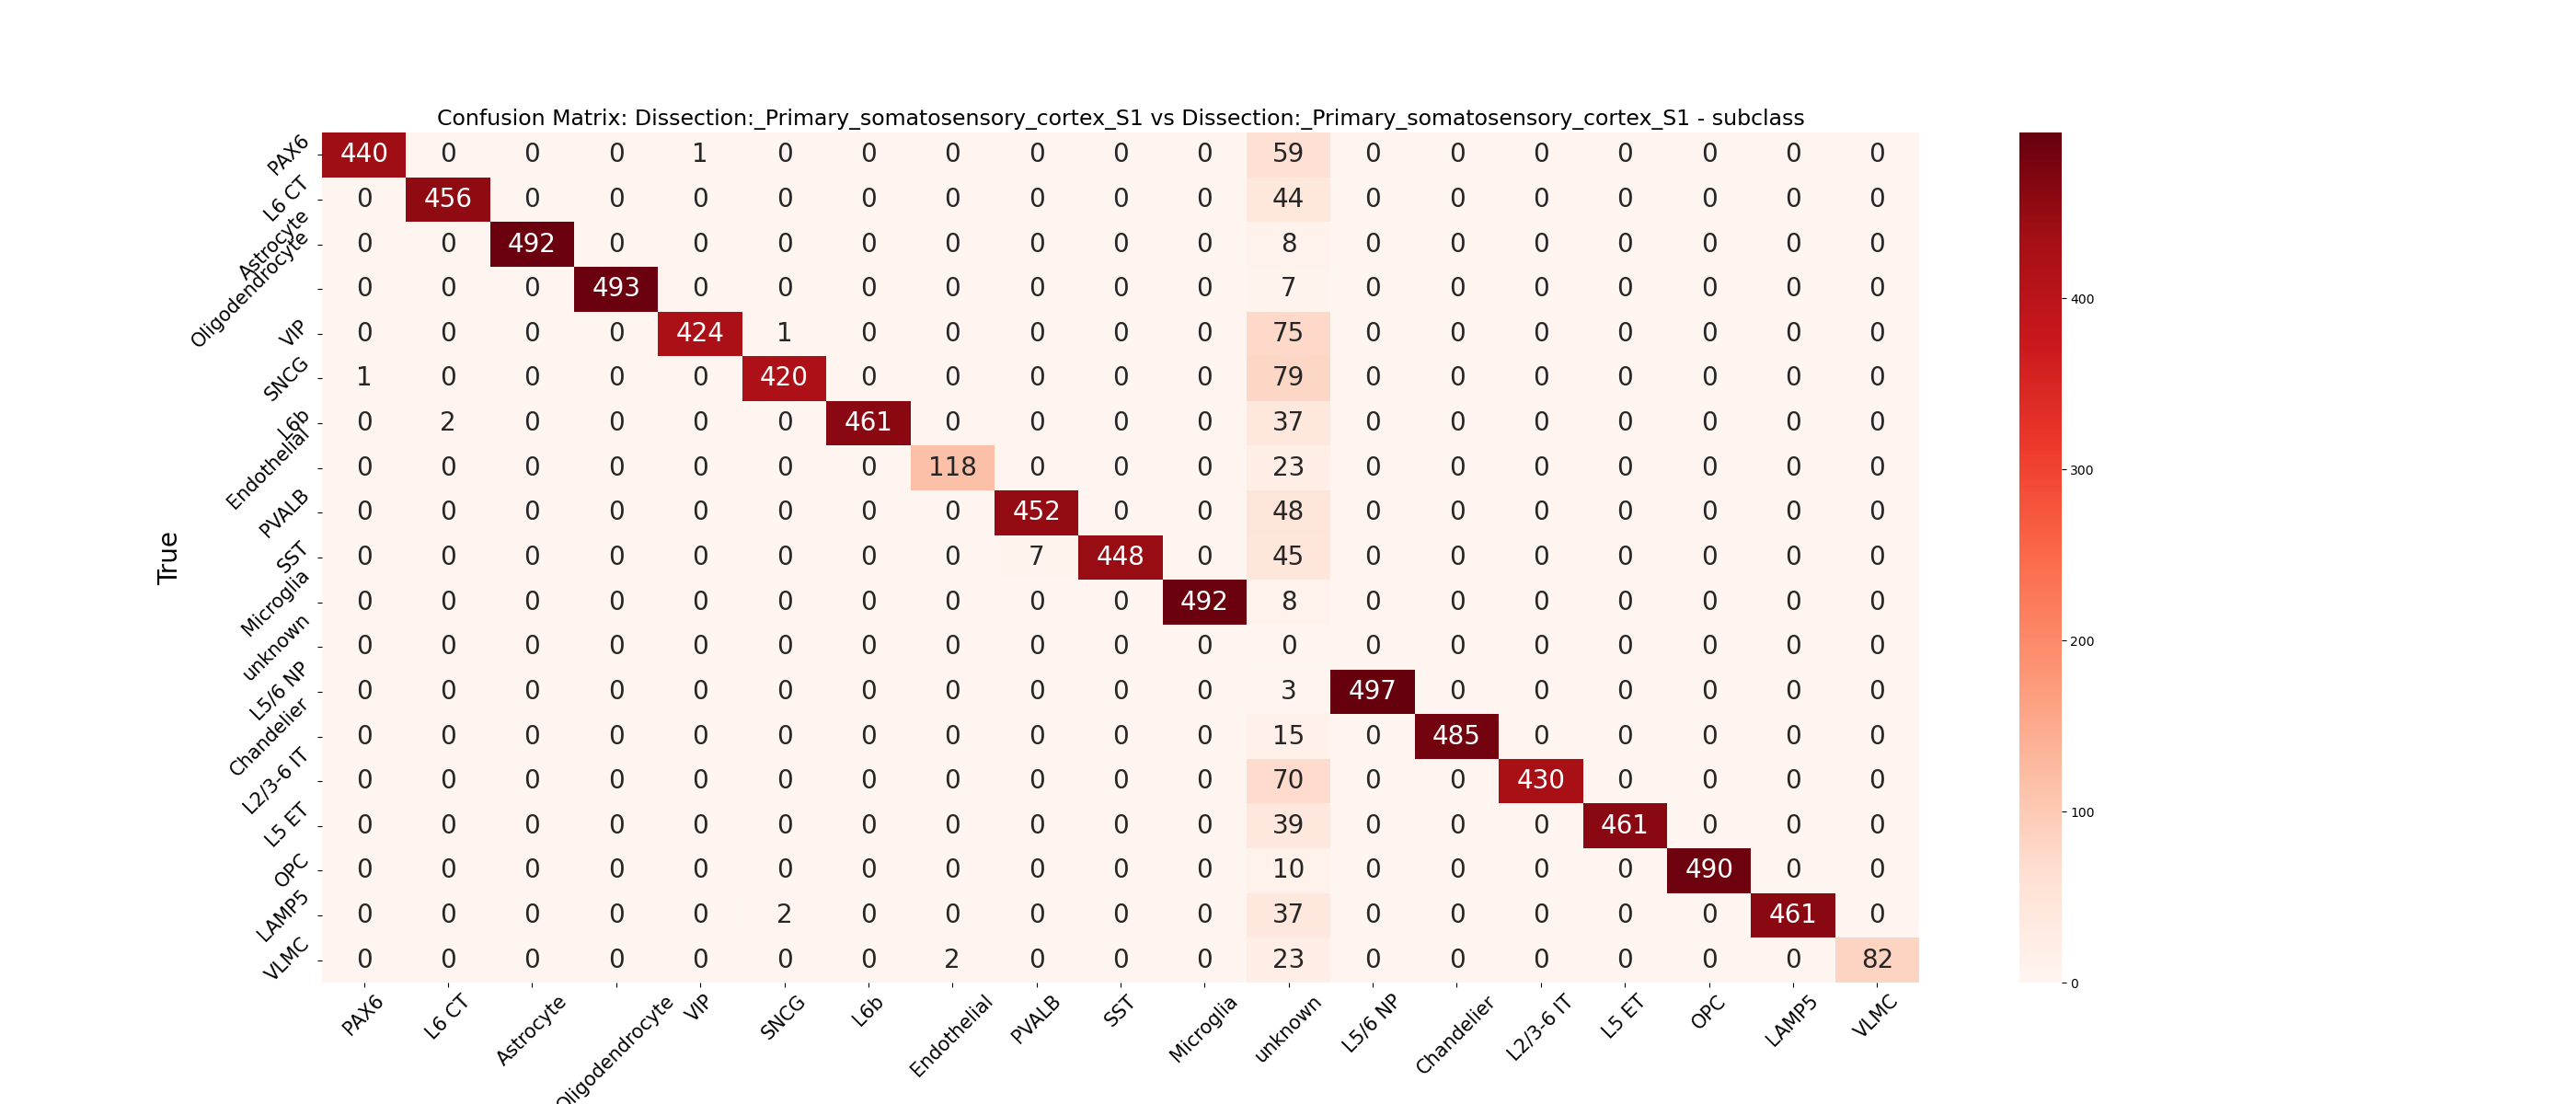 Confusion Matrix: Dissection:_Primary_somatosensory_cortex_S1 vs Dissection:_Primary_somatosensory_cortex_S1 - subclass
PAX6 440 0 0 0 1 0 0 0 0 0 0 59 0 0 0 0 0 0 0
L6 CT 0 456 0 0 0 0 0 0 0 0 0 44 0 0 0 0 0 0 0
Astrocyte 0 0 492 0 0 0 0 0 0 0 0 8 0 0 0 0 0 0 0
Oligodendrocyte 0 0 0 493 0 0 0 0 0 0 0 7 0 0 0 0 0 0 0
VIP 0 0 0 0 424 1 0 0 0 0 0 75 0 0 0 0 0 0 0
SNCG 1 0 0 0 0 420 0 0 0 0 0 79 0 0 0 0 0 0 0
L6b 0 2 0 0 0 0 461 0 0 0 0 37 0 0 0 0 0 0 0
Endothelial 0 0 0 0 0 0 0 118 0 0 0 23 0 0 0 0 0 0 0
PVALB 0 0 0 0 0 0 0 0 452 0 0 48 0 0 0 0 0 0 0
SST 0 0 0 0 0 0 0 0 7 448 0 45 0 0 0 0 0 0 0
Microglia 0 0 0 0 0 0 0 0 0 0 492 8 0 0 0 0 0 0 0
unknown 0 0 0 0 0 0 0 0 0 0 0 0 0 0 0 0 0 0 0
L5/6 NP 0 0 0 0 0 0 0 0 0 0 0 3 497 0 0 0 0 0 0
Chandelier 0 0 0 0 0 0 0 0 0 0 0 15 0 485 0 0 0 0 0
L2/3-6 IT 0 0 0 0 0 0 0 0 0 0 0 70 0 0 430 0 0 0 0
L5 ET 0 0 0 0 0 0 0 0 0 0 0 39 0 0 0 461 0 0 0
OPC 0 0 0 0 0 0 0 0 0 0 0 10 0 0 0 0 490 0 0
LAMP5 0 0 0 0 0 2 0 0 0 0 0 37 0 0 0 0 0 461 0
VLMC 0 0 0 0 0 0 0 2 0 0 0 23 0 0 0 0 0 0 82
True
PAX6 L6 CT Astrocyte Oligodendrocyte VIP SNCG L6b Endothelial PVALB SST Microglia unknown L5/6 NP Chandelier L2/3-6 IT L5 ET OPC LAMP5 VLMC
400
300
200
100
0